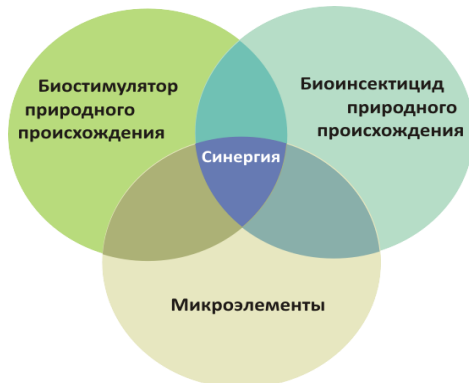 Биостимулятор
природного
происхождения
Биоинсектицид
природного
происхождения
Синергия
Микроэлементы